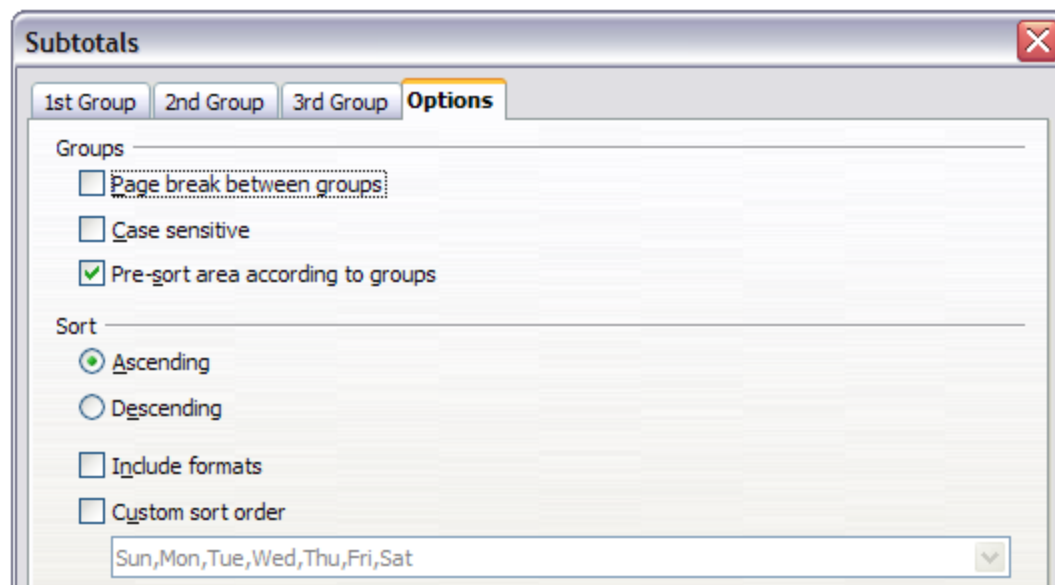 Subtotals
1st Group 2nd Group 3rd Group Options
Groups
Page break between groups
Case sensitive
Pre-sort area according to groups
Sort
Ascending
Descending
Include formats
Custom sort order
Sun,Mon,Tue,Wed,Thu,Fri,Sat